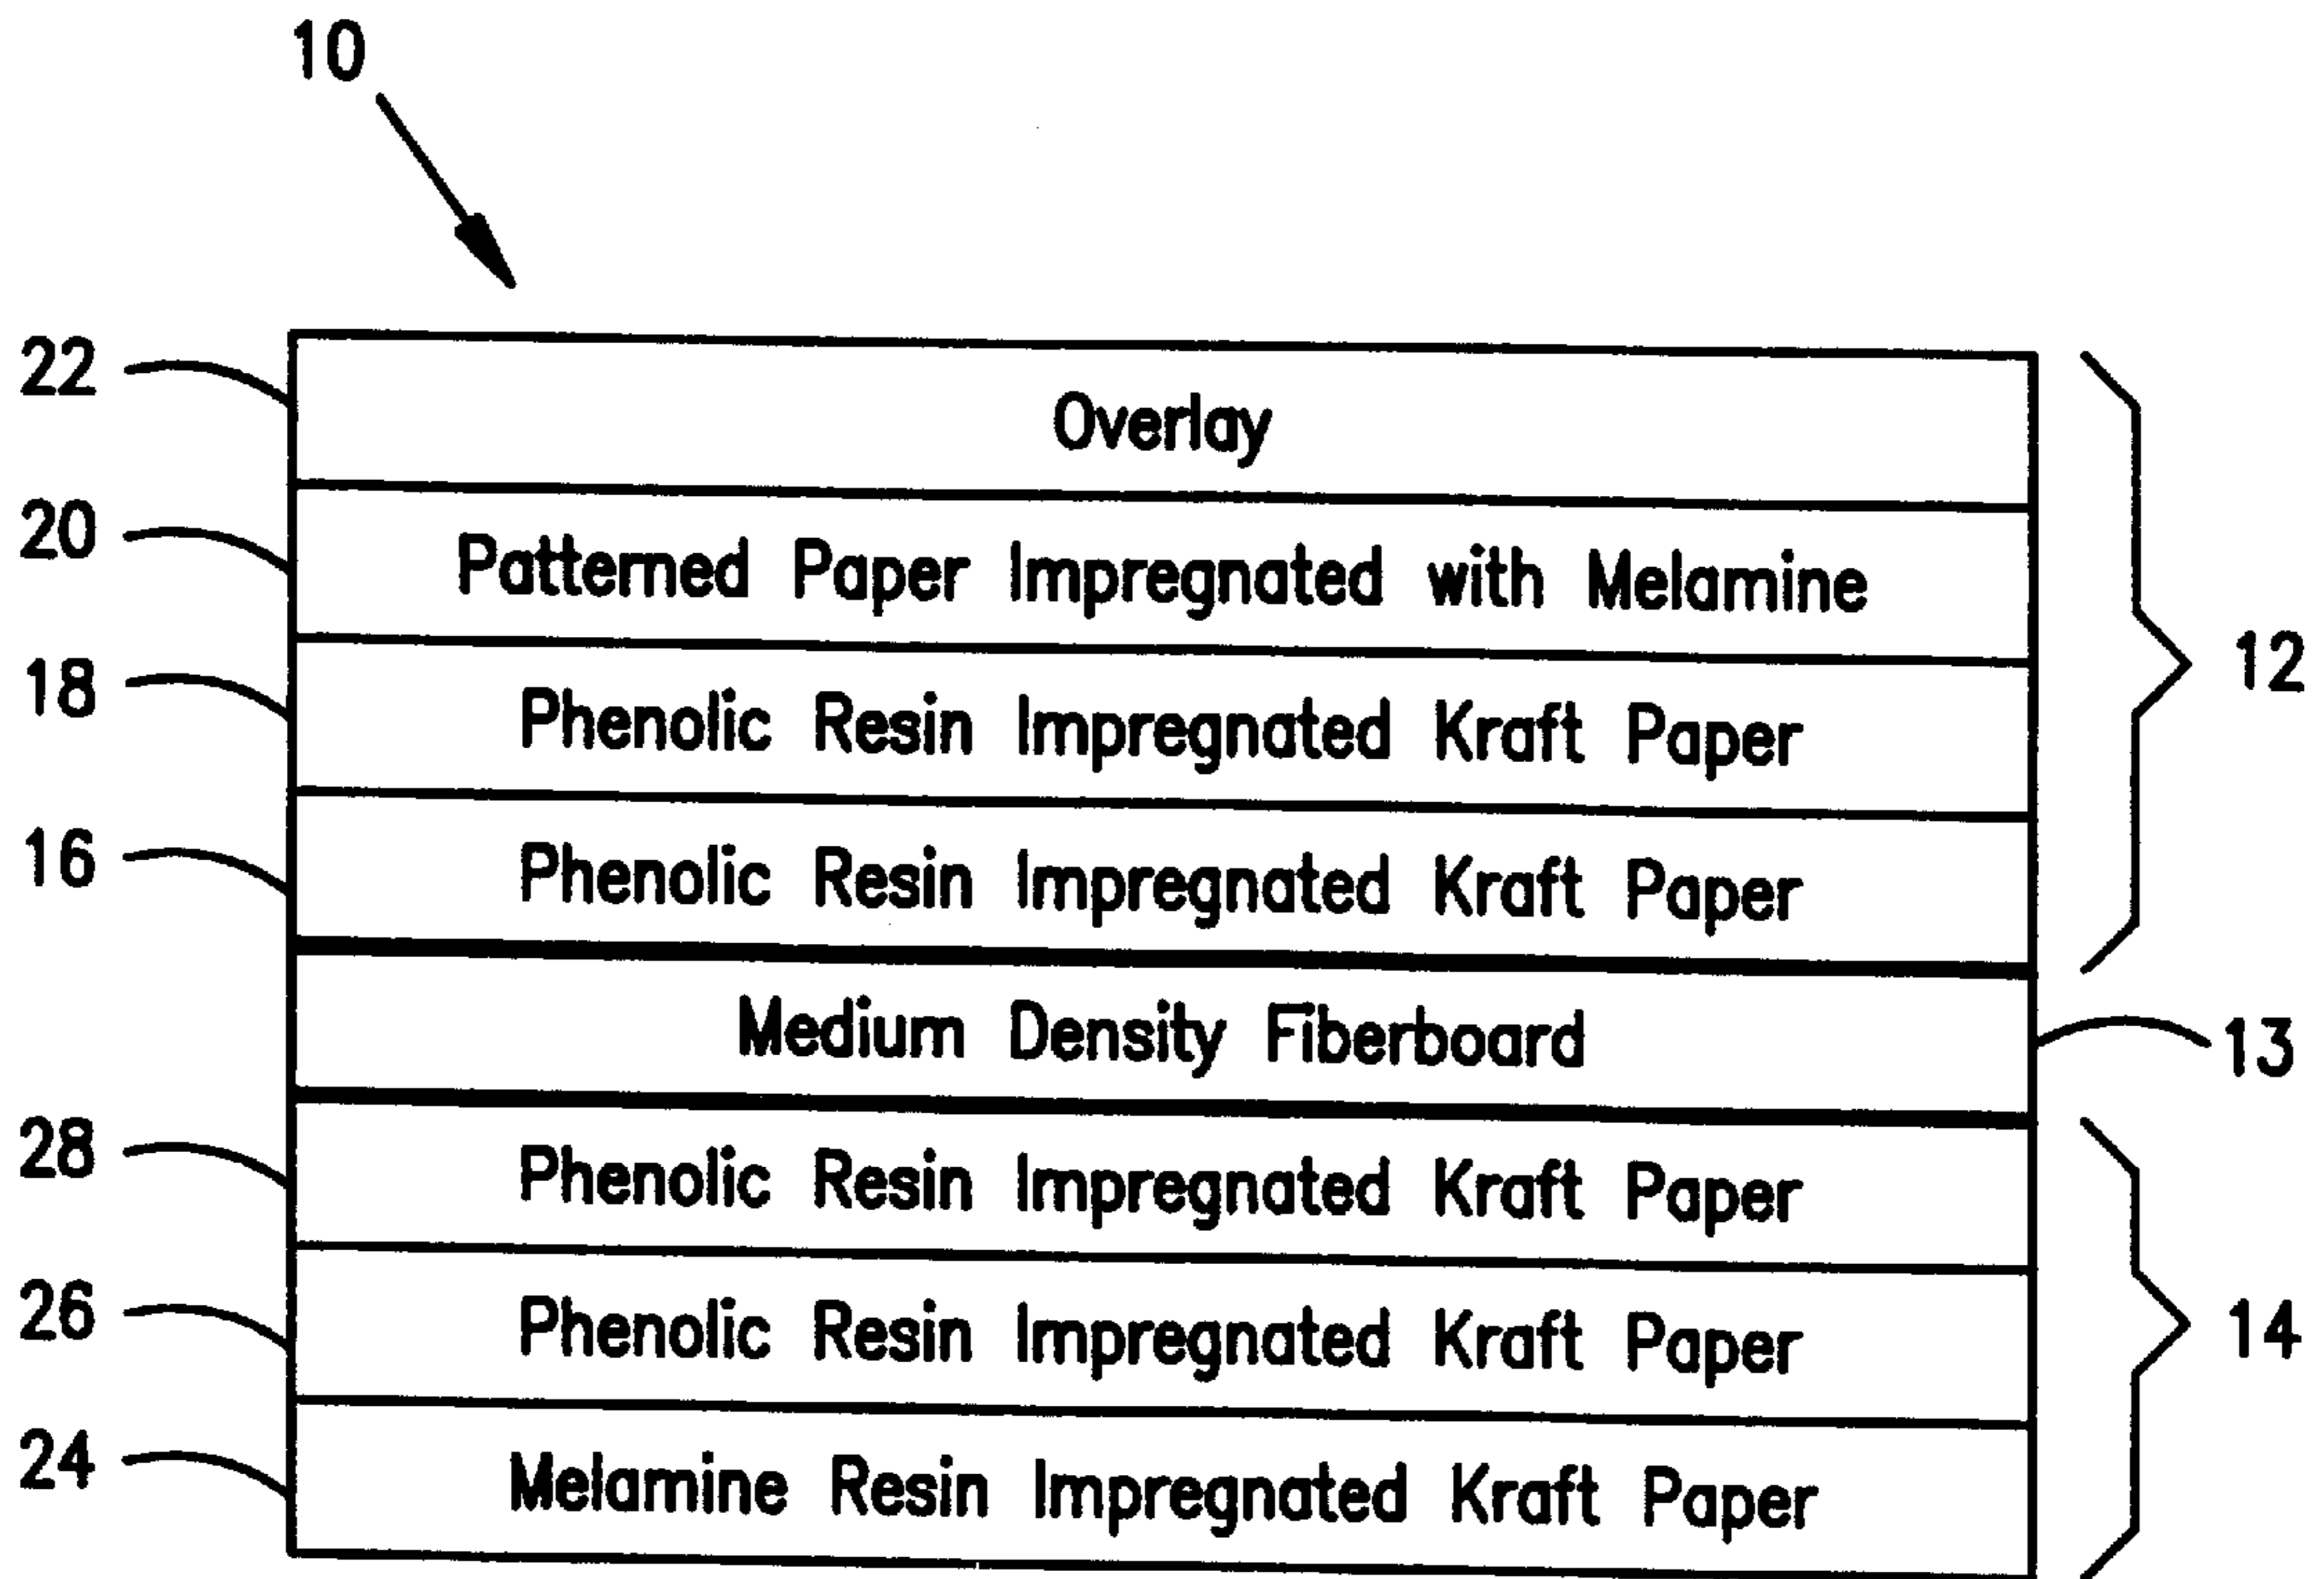 10
22
Overlay
20
Patterned Paper Impregnated with Melamine
12
18
Phenolic Resin Impregnated Kraft Paper
16
Phenolic Resin Impregnated Kraft Paper
Medium Density Fiberboard
13
28
Phenolic Resin Impregnated Kraft Paper
26
Phenolic Resin Impregnated Kraft Paper
14
24
Melamine Resin Impregnated Kraft Paper